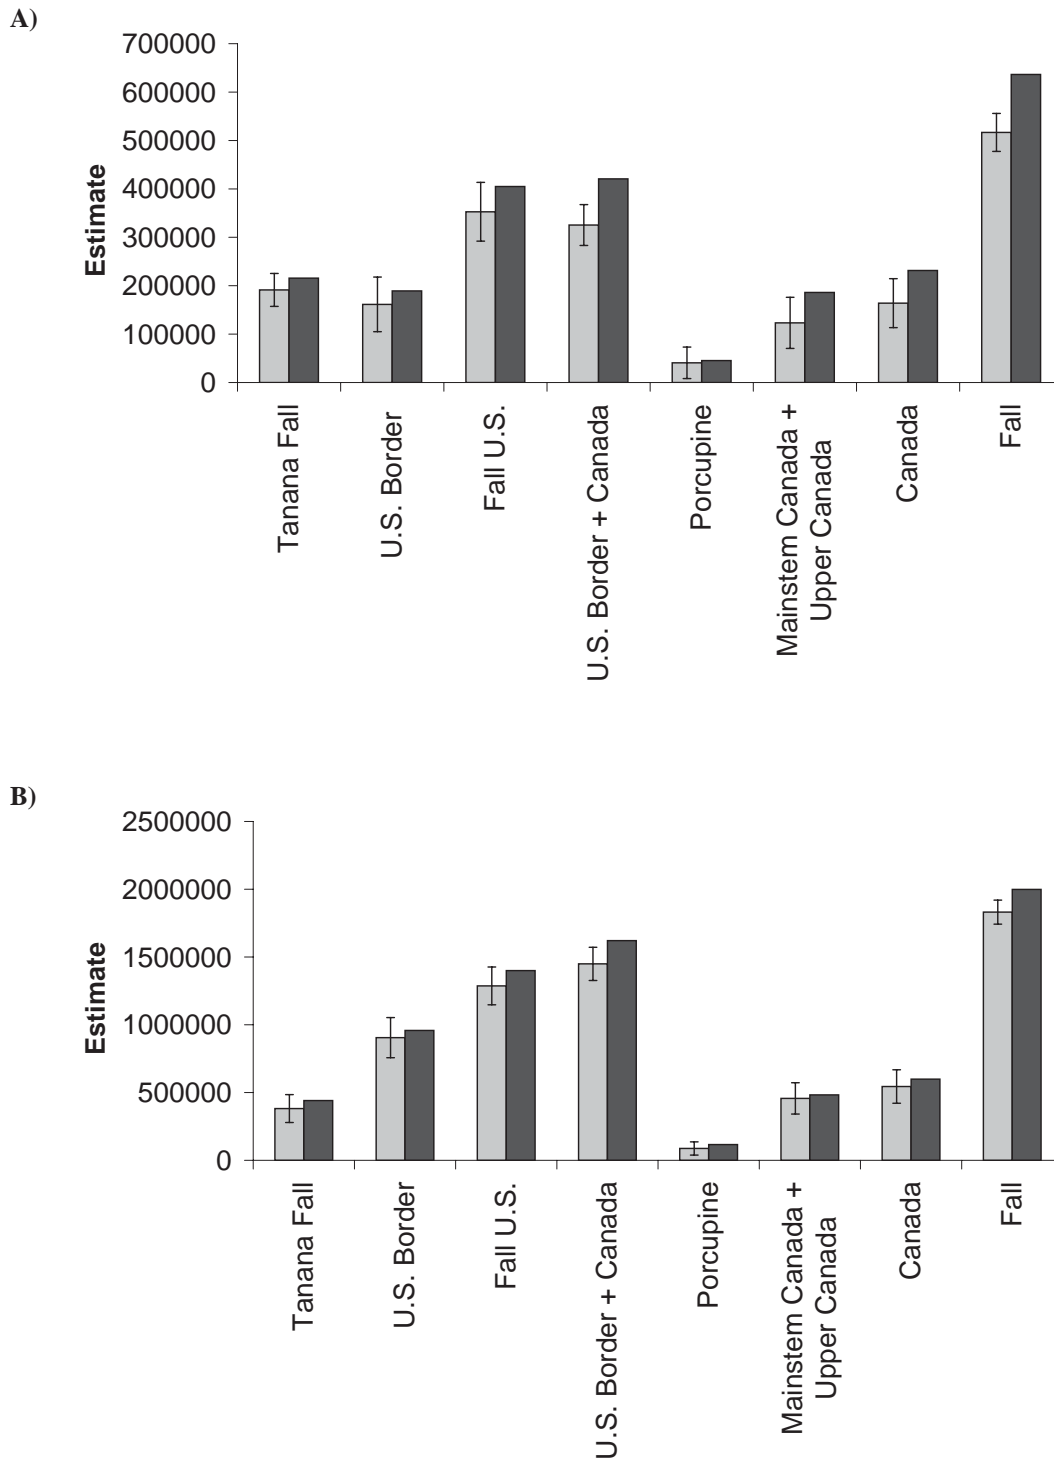 A)
700000
600000
500000
400000
300000
200000
100000
0
Estimate
Tanana Fall
U.S. Border
Fall U.S.
U.S. Border + Canada
Porcupine
Mainstem Canada +
Upper Canada
Canada
Fall
B)
2500000
2000000
1500000
1000000
500000
0
Estimate
Tanana Fall
U.S. Border
Fall U.S.
U.S. Border + Canada
Porcupine
Mainstem Canada +
Upper Canada
Canada
Fall